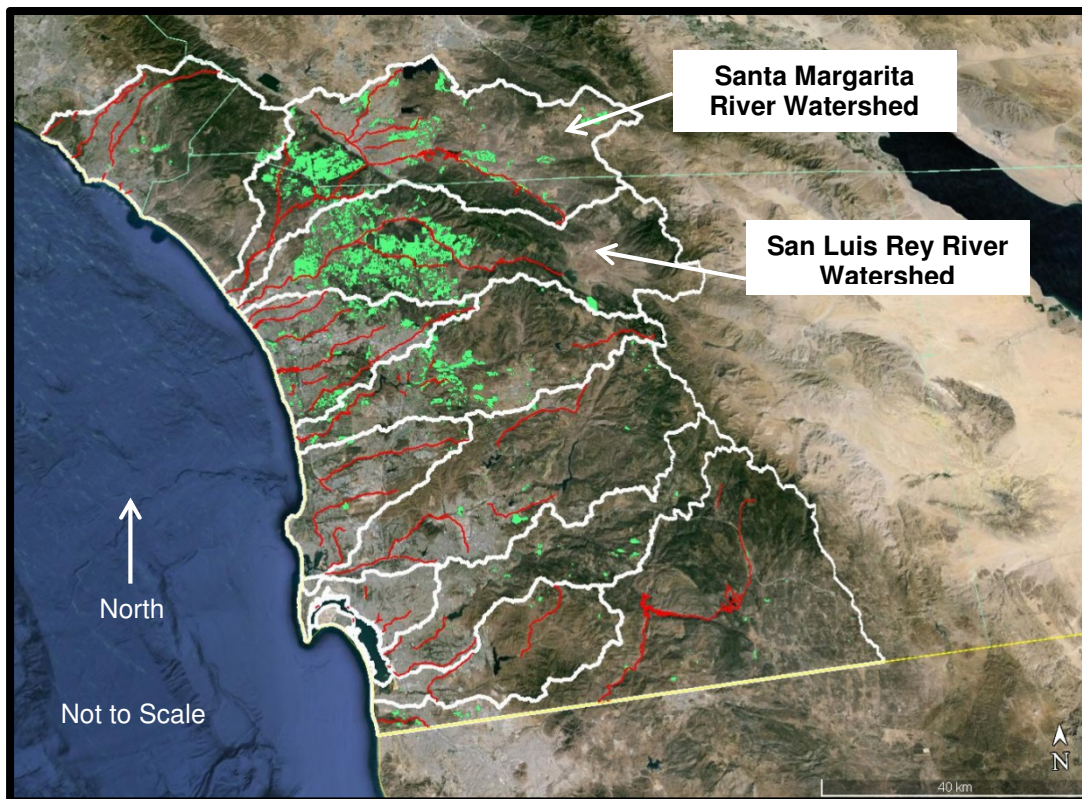 Santa Margarita
River Watershed
San Luis Rey River
Watershed
North
Not to Scale
N
40 km